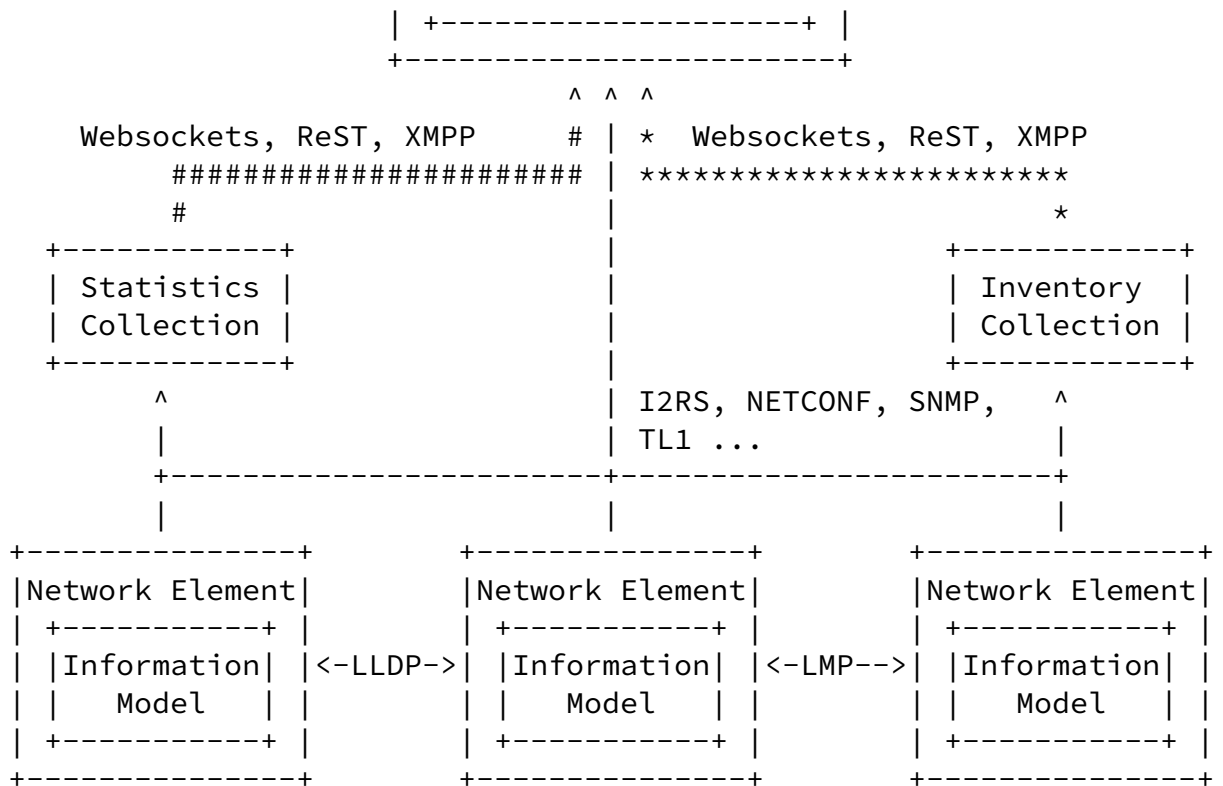 Websockets, ReST, XMPP # | * Websockets, ReST, XMPP
Statistics Inventory
Collection Collection
I2RS, NETCONF, SNMP,
TL1 ...
Network Element Network Element Network Element
Information <-LLDP-> Information <-LMP--> Information
Model Model Model